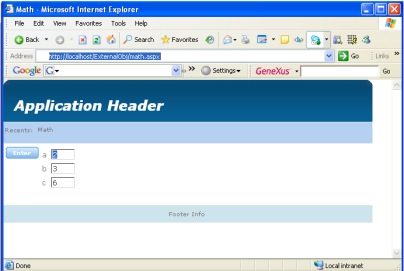 Math - Microsoft Internet Explorer
File Edit View Favorites Tools Help
Back Search Favorites
Address http://localhost/ExternalObj/math.aspx Go Links »
Google G Settings GeneXus Go
Application Header
Recents: Math
Enter a
b 3
c 6
Footer Info
Done Local intranet